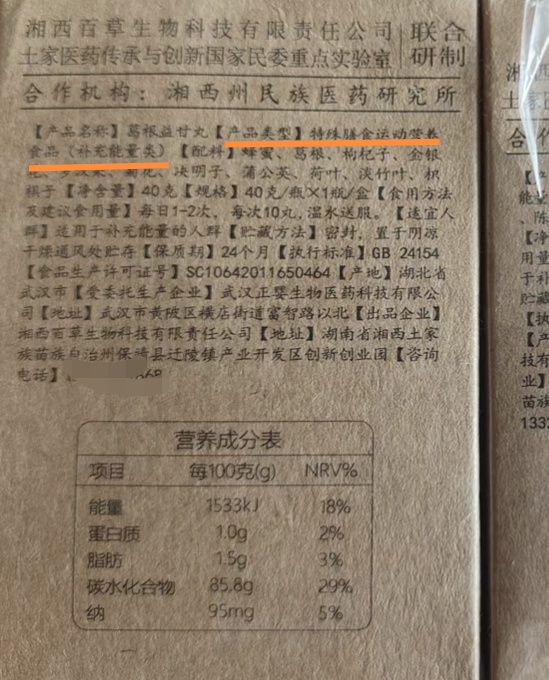 湘西百草生物科技有限责任公司
土家医药传承与创新国家民委重点实验室
联合
研制
合作机构：湘西州民族医药研究所
【产品名称】葛根益甘丸【产品类型】特殊膳食运动营养
食品（补充能量类）【配料】蜂蜜、葛根、枸杞子、金银
花、罗汉果、菊花、决明子、蒲公英、荷叶、淡竹叶、枳
椇子【净含量】40克【规格】40克/瓶×1瓶/盒【食用方法
及建议食用量】每日1-2次，每次10丸，温水送服。【适宜人
群】适用于补充能量的人群【贮藏方法】密封，置于阴凉
干燥通风处贮存【保质期】24个月【执行标准】GB 24154
【食品生产许可证号】SC10642011650464【产地】湖北省
武汉市【受委托生产企业】武汉正婴生物医药科技有限公
司【地址】武汉市黄陂区横店街道富智路以北【出品企业】
湘西百草生物科技有限责任公司【地址】湖南省湘西土家
族苗族自治州保靖县迁陵镇产业开发区创新创业园【咨询
电话】
营养成分表
项目 每100克(g) NRV%
能量 1533kJ 18%
蛋白质 1.0g 2%
脂肪 1.5g 3%
碳水化合物 85.8g 29%
纳 95mg 5%